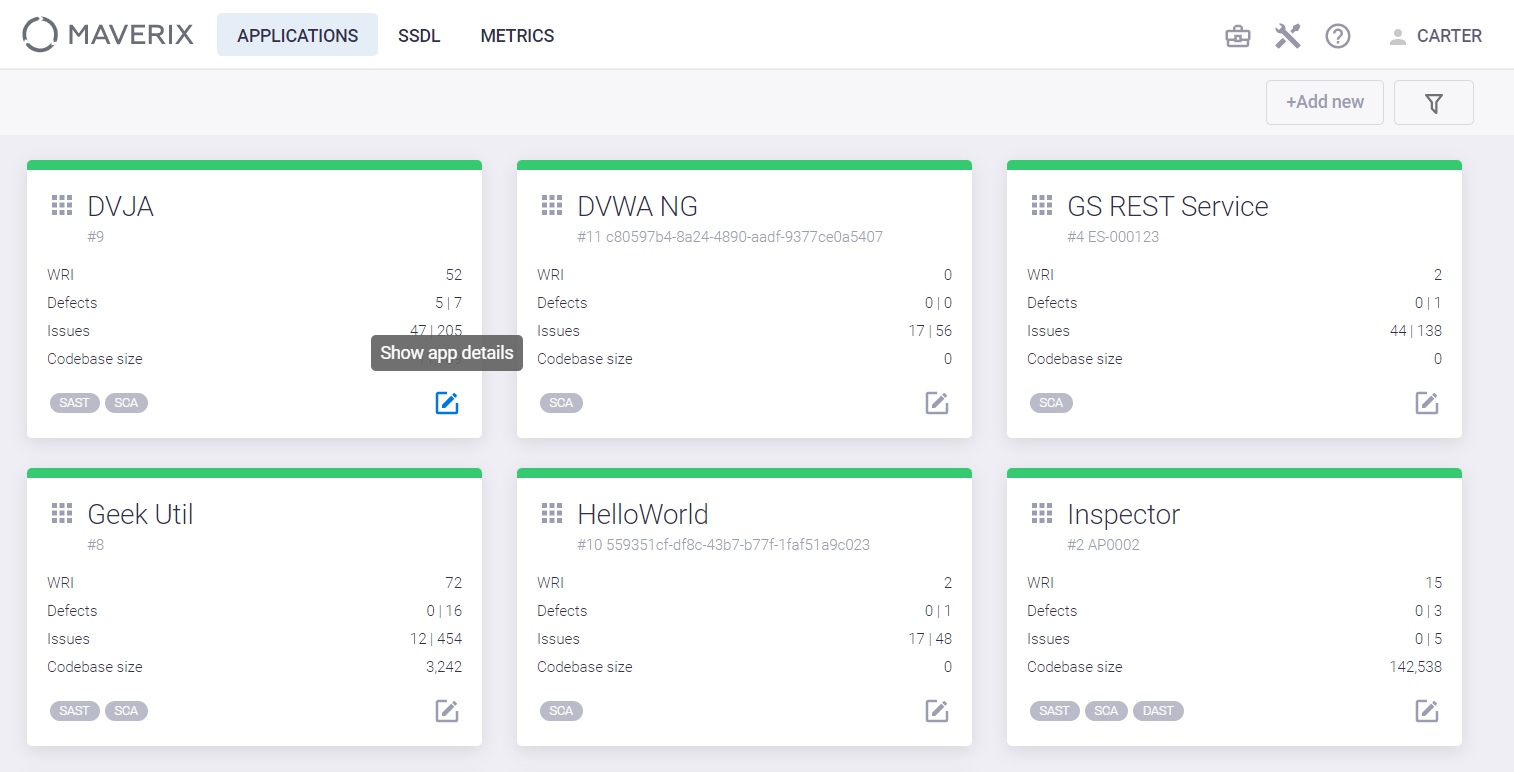 MAVERIX APPLICATIONS SSDL METRICS CARTER
+Add new
DVJA
#9
WRI 52
Defects 5 | 7
Issues 47 | 205
Codebase size
Show app details
SAST SCA
DVWA NG
#11 c80597b4-8a24-4890-aadf-9377ce0a5407
WRI 0
Defects 0 | 0
Issues 17 | 56
Codebase size 0
SCA
GS REST Service
#4 ES-000123
WRI 2
Defects 0 | 1
Issues 44 | 138
Codebase size 0
SCA
Geek Util
#8
WRI 72
Defects 0 | 16
Issues 12 | 454
Codebase size 3,242
SAST SCA
HelloWorld
#10 559351cf-df8c-43b7-b77f-1faf51a9c023
WRI 2
Defects 0 | 1
Issues 17 | 48
Codebase size 0
SCA
Inspector
#2 AP0002
WRI 15
Defects 0 | 3
Issues 0 | 5
Codebase size 142,538
SAST SCA DAST